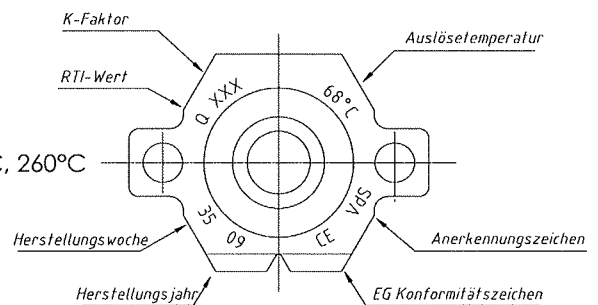 K-Faktor
Auslösetemperatur
RTI-Wert
Q XXX
68°C
, 260°C
35
09
CE
VdS
Herstellungswoche
Anerkennungszeichen
Herstellungsjahr
EG Konformitätszeichen